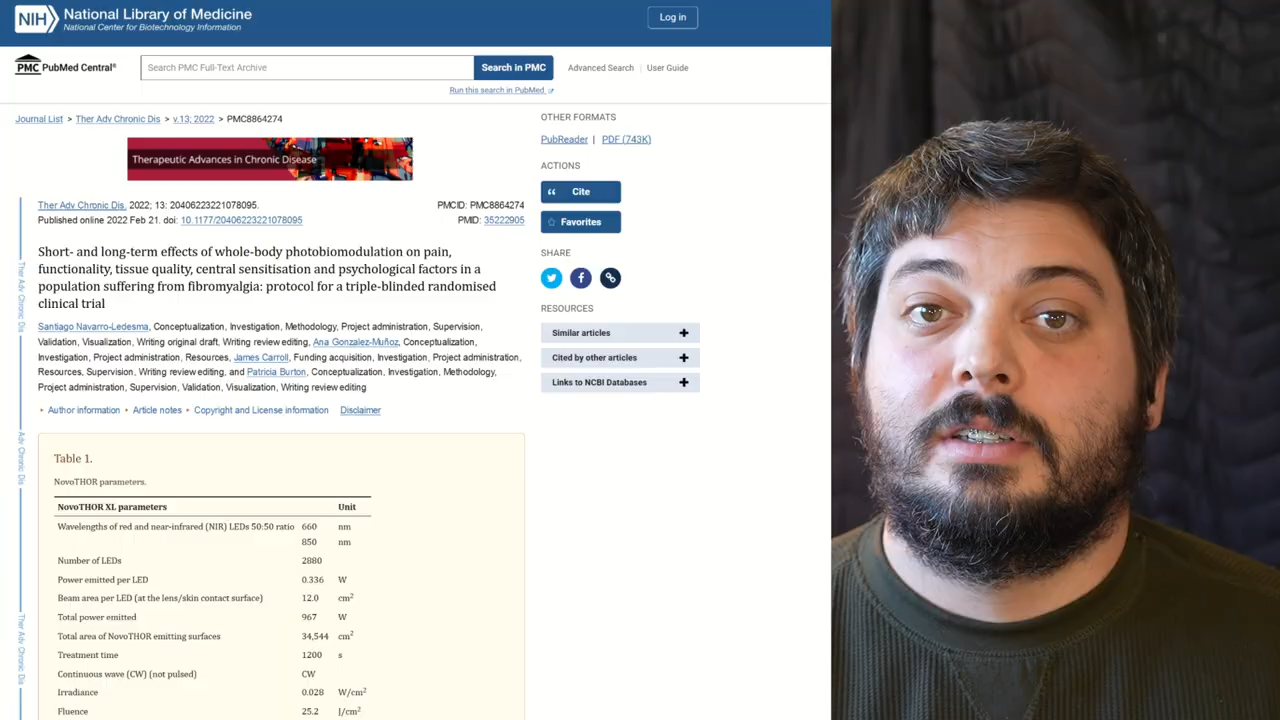 NIH
National Library of Medicine
National Center for Biotechnology Information
Log in
PMC PubMed Central®
Search PMC Full-Text Archive
Search in PMC
Advanced Search | User Guide
Run this search in PubMed
Journal List > Ther Adv Chronic Dis > v.13; 2022 > PMC8864274
Therapeutic Advances in Chronic Disease
Ther Adv Chronic Dis. 2022; 13: 20406223221078095.
PMCID: PMC8864274
Published online 2022 Feb 21. doi: 10.1177/20406223221078095
PMID: 35222905
Short- and long-term effects of whole-body photobiomodulation on pain,
functionality, tissue quality, central sensitisation and psychological factors in a
population suffering from fibromyalgia: protocol for a triple-blinded randomised
clinical trial
Santiago Navarro-Ledesma, Conceptualization, Investigation, Methodology, Project administration, Supervision,
Validation, Visualization, Writing original draft, Writing review editing, Ana Gonzalez-Muñoz, Conceptualization,
Investigation, Project administration, Resources, James Carroll, Funding acquisition, Investigation, Project administration,
Resources, Supervision, Writing review editing, and Patricia Burton, Conceptualization, Investigation, Methodology,
Project administration, Supervision, Validation, Visualization, Writing review editing
Author information
Article notes
Copyright and License information
Disclaimer
Table 1.
NovoTHOR parameters.
NovoTHOR XL parameters Unit
Wavelengths of red and near-infrared (NIR) LEDs 50:50 ratio 660 nm
850 nm
Number of LEDs 2880
Power emitted per LED 0.336 W
Beam area per LED (at the lens/skin contact surface) 12.0 cm2
Total power emitted 967 W
Total area of NovoTHOR emitting surfaces 34,544 cm2
Treatment time 1200 s
Continuous wave (CW) (not pulsed) CW
Irradiance 0.028 W/cm2
Fluence 25.2 J/cm2
OTHER FORMATS
PubReader | PDF (743K)
ACTIONS
Cite
Favorites
SHARE
RESOURCES
Similar articles
Cited by other articles
Links to NCBI Databases
Ther Adv Chronic Dis
Adv Chronic Dis
Ther Adv Chronic Dis